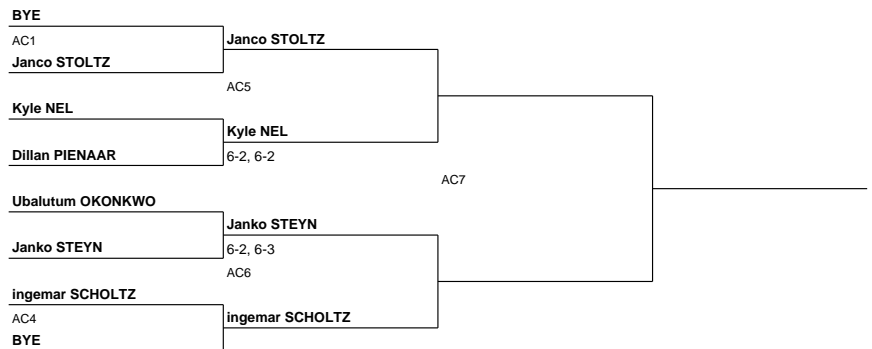 BYE
AC1
Janco STOLTZ
Janco STOLTZ
AC5
Kyle NEL
Kyle NEL
6-2, 6-2
Dillan PIENAAR
AC7
Ubalutum OKONKWO
Janko STEYN
6-2, 6-3
Janko STEYN
AC6
ingemar SCHOLTZ
AC4
ingemar SCHOLTZ
BYE